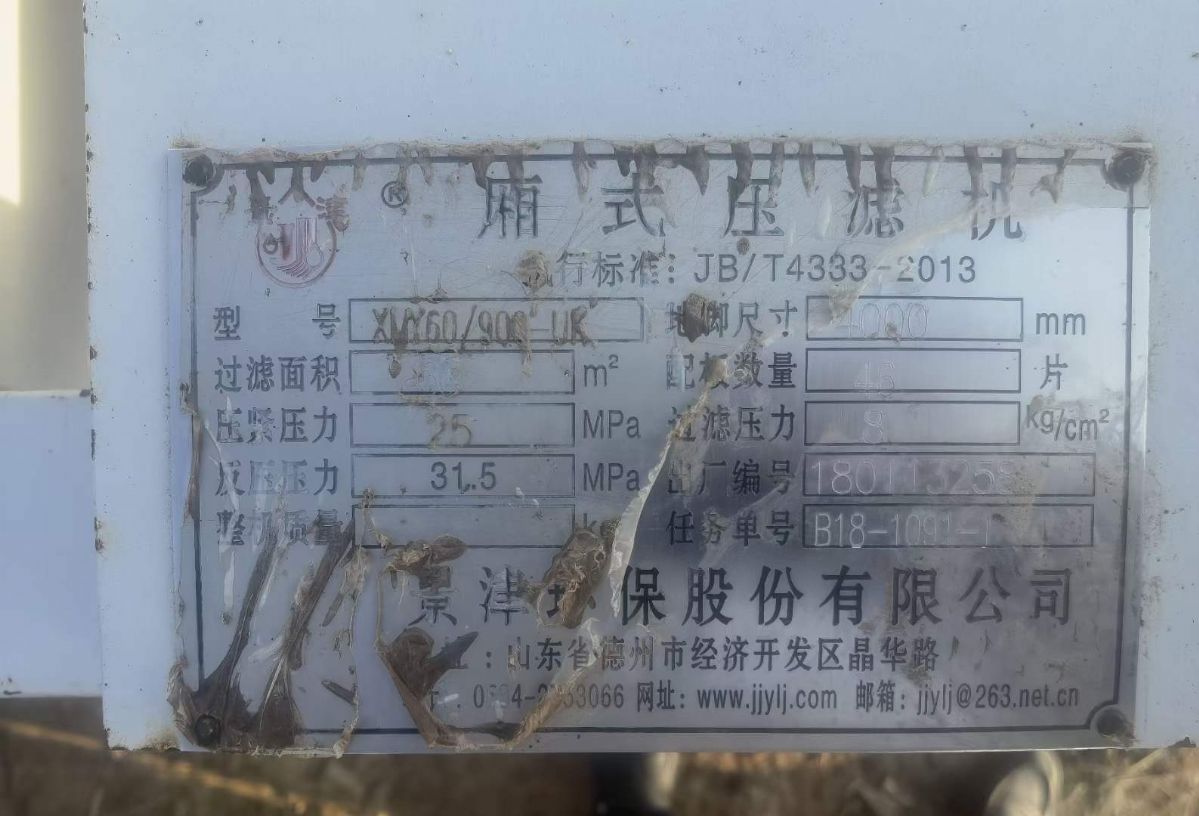 ® 厢式压滤机
执行标准：JB/T4333-2013
型号 地脚尺寸 mm
过滤面积 m² 配板数量 片
压紧压力 25 MPa 过滤压力 8 kg/cm²
反压压力 31.5 MPa 出厂编号
整机质量 kg 任务单号 B18-1091-1
景津环保股份有限公司
：山东省德州市经济开发区晶华路
网址：www.jjylj.com 邮箱：jjylj@263.net.cn